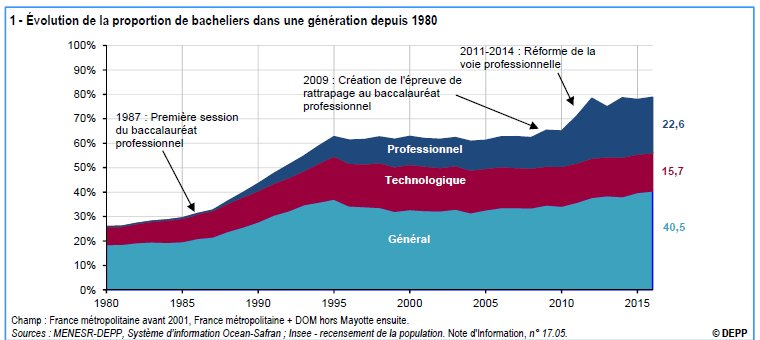 1 - Évolution de la proportion de bacheliers dans une génération depuis 1980
100%
90%
80%
70%
60%
50%
40%
30%
20%
10%
0%
2011-2014 : Réforme de la
voie professionnelle
2009 : Création de l'épreuve de
rattrapage au baccalauréat
professionnel
1987 : Première session
du baccalauréat
professionnel
Professionnel
Technologique
Général
22,6
15,7
40,5
1980 1985 1990 1995 2000 2005 2010 2015
Champ : France métropolitaine avant 2001, France métropolitaine + DOM hors Mayotte ensuite.
Sources : MENESR-DEPP, Système d'information Ocean-Safran ; Insee - recensement de la population. Note d'Information, n° 17.05. © DEPP